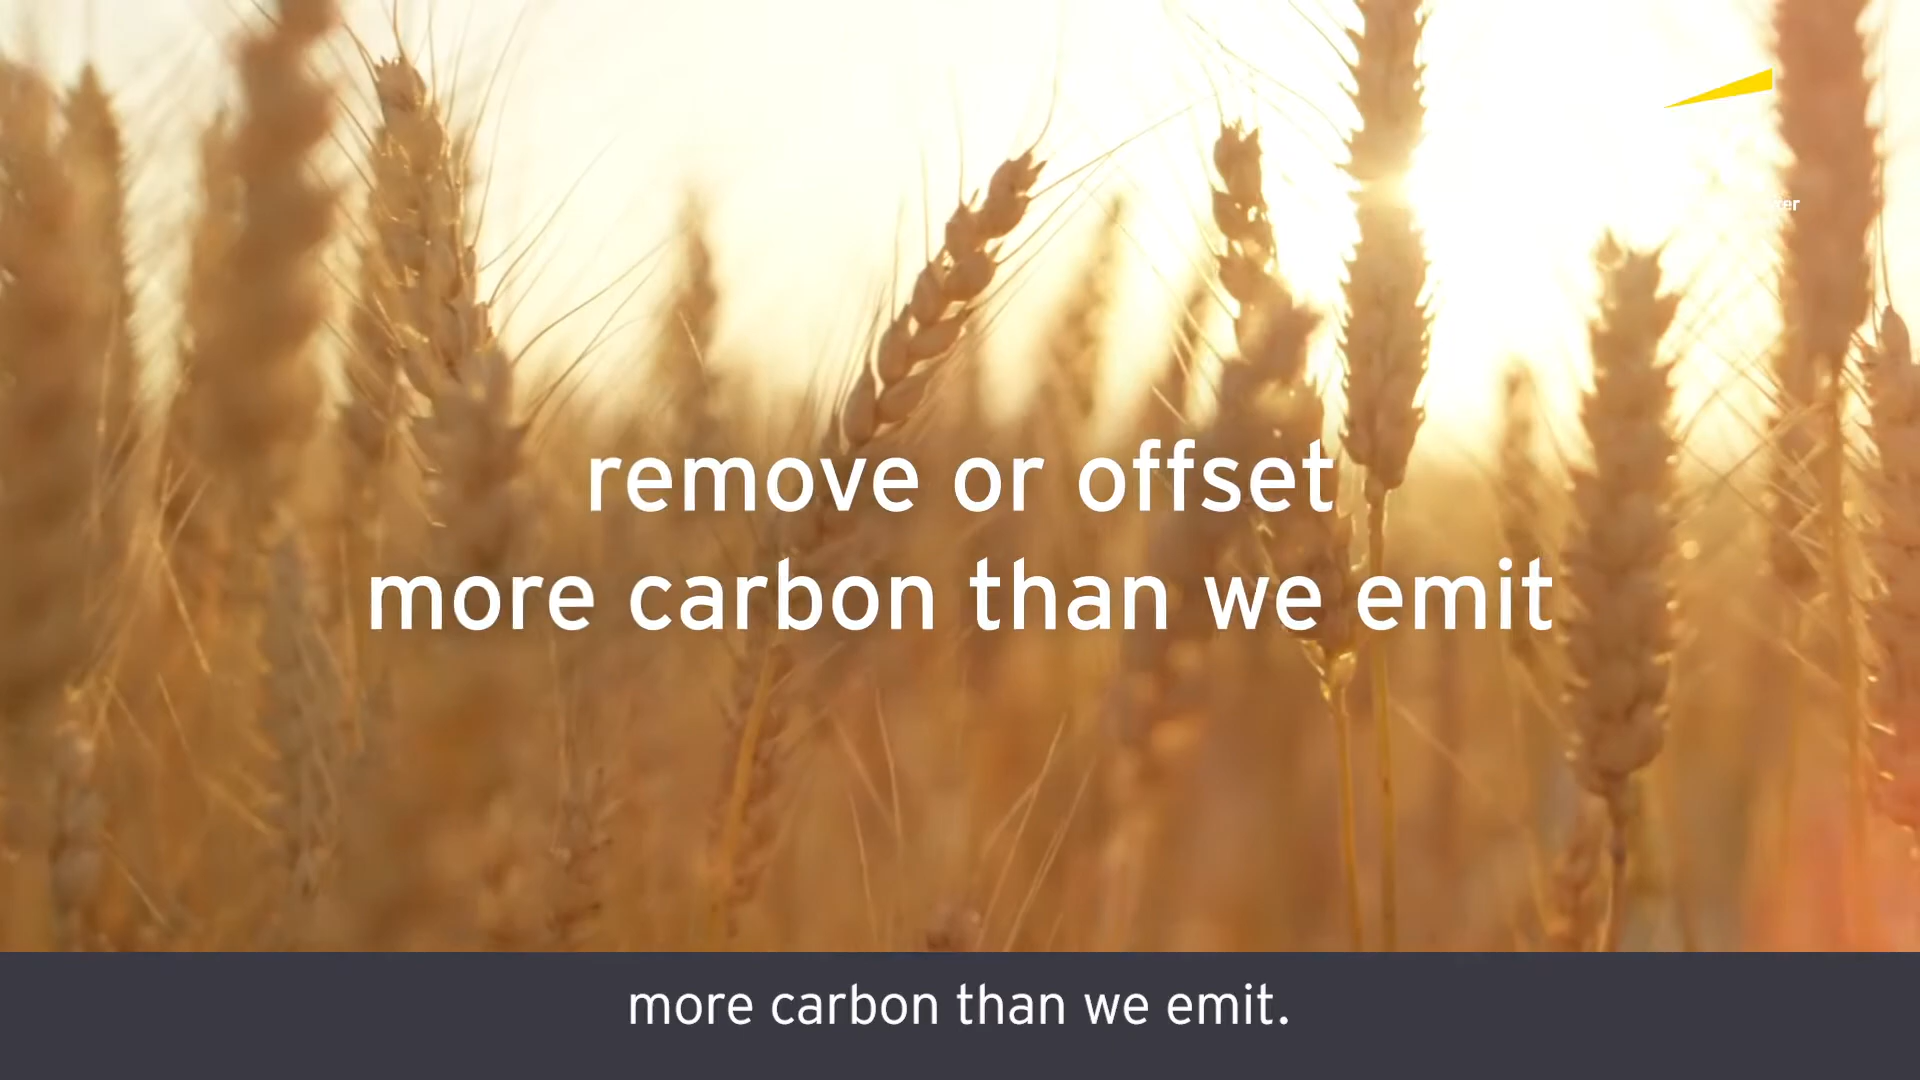 remove or offset
more carbon than we emit
more carbon than we emit.